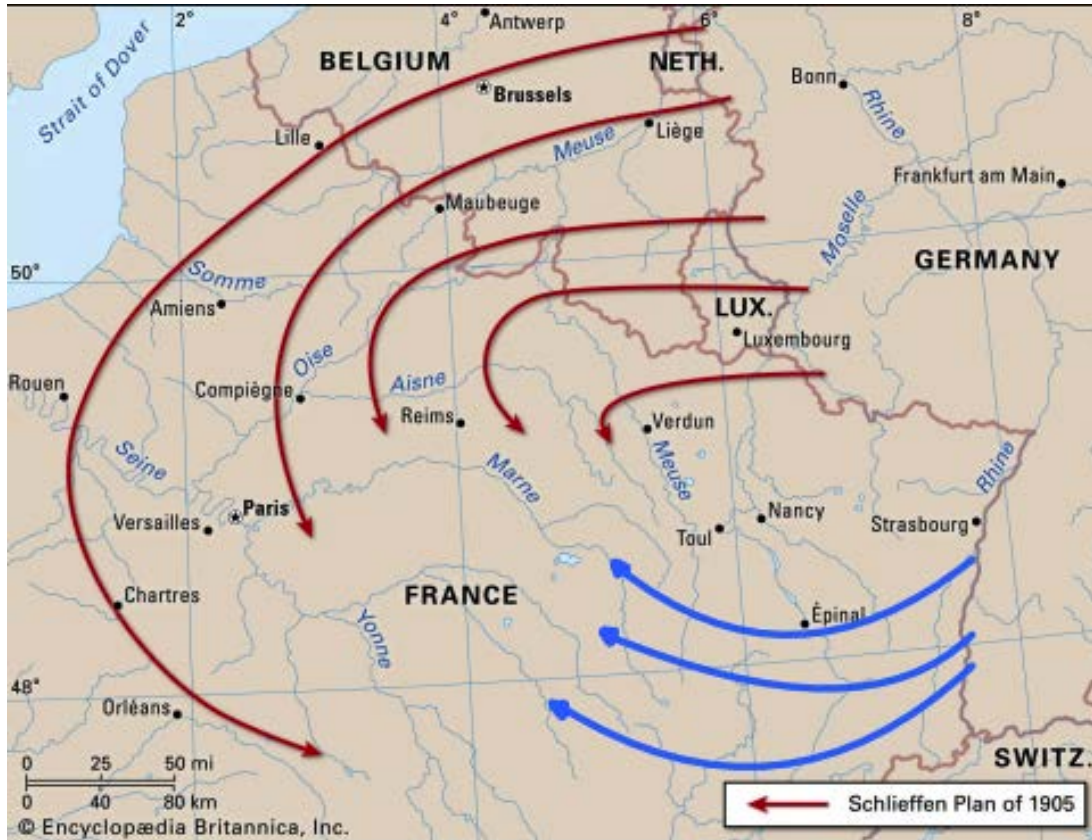 2°
4°
6°
8°
Antwerp
Strait of Dover
BELGIUM
NETH.
Bonn
Brussels
Rhine
Lille
Meuse
Liège
Frankfurt am Main
Maubeuge
Moselle
50°
Somme
GERMANY
Amiens
LUX.
Luxembourg
Oise
Rouen
Compiègne
Aisne
Reims
Verdun
Seine
Marne
Meuse
Rhine
Paris
Versailles
Nancy
Toul
Strasbourg
Chartres
FRANCE
Épinal
Yonne
48°
Orléans
0 25 50 mi
0 40 80 km
SWITZ.
Schlieffen Plan of 1905
© Encyclopædia Britannica, Inc.